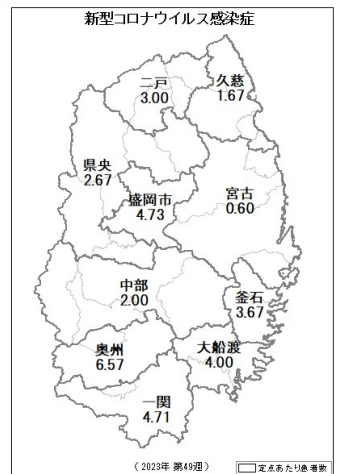 新型コロナウイルス感染症
二戸
3.00
久慈
1.67
県央
2.67
盛岡市
4.73
宮古
0.60
中部
2.00
釜石
3.67
奥州
6.57
大船渡
4.00
一関
4.71
(2023年 第49週)
定点あたり患者数